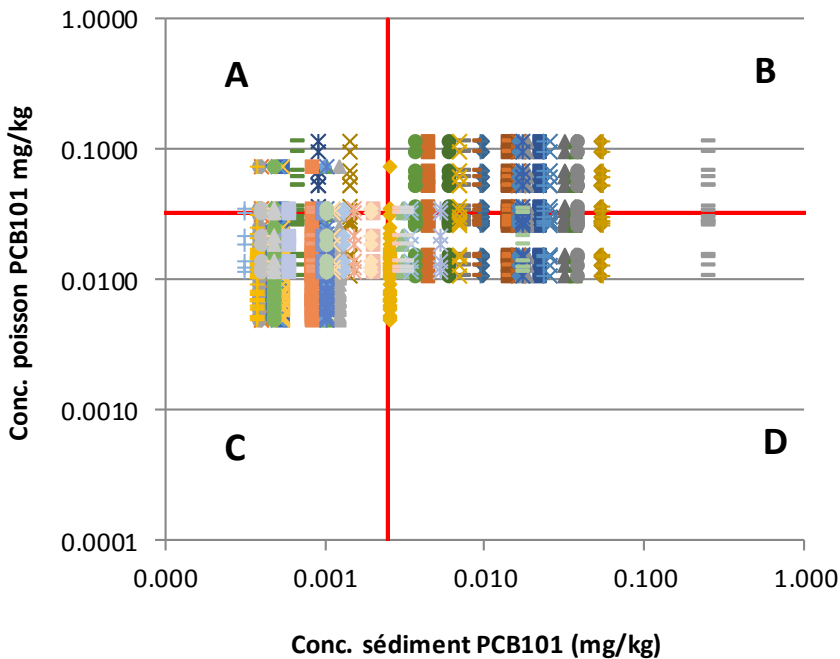 1.0000
A
B
0.1000
0.0100
0.0010
C
D
0.0001
0.000
0.001
0.010
0.100
1.000
Conc. poisson PCB101 mg/kg
Conc. sédiment PCB101 (mg/kg)